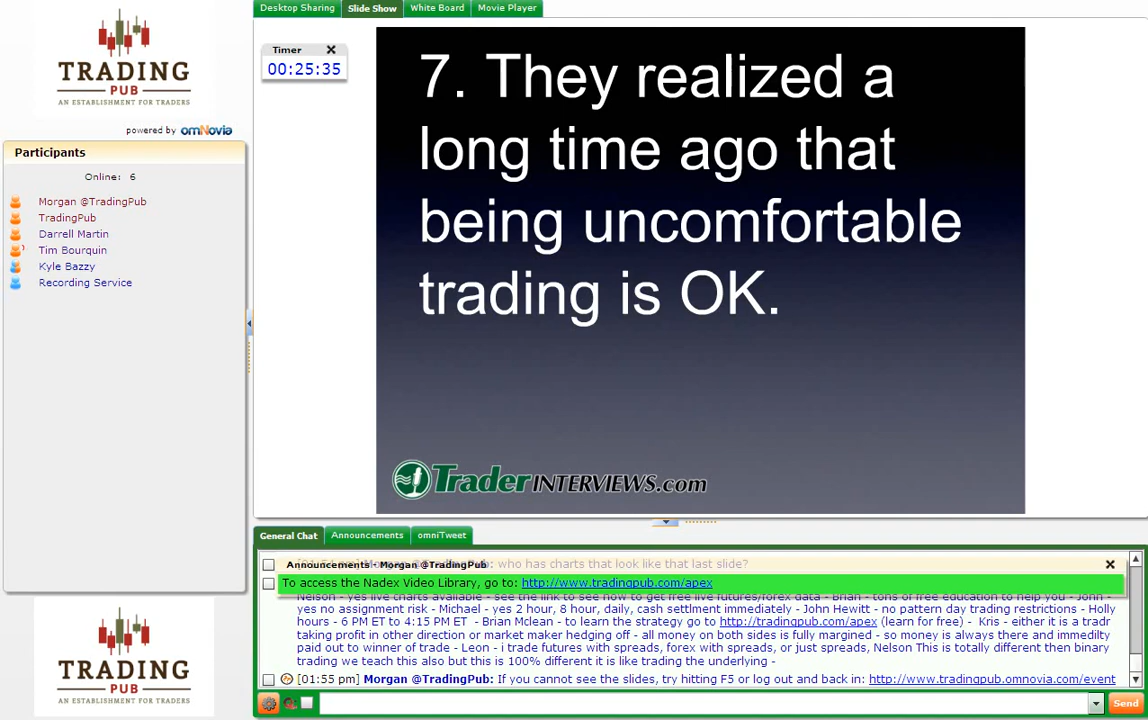 Desktop Sharing
Slide Show
White Board
Movie Player
TRADING
PUB
AN ESTABLISHMENT FOR TRADERS
powered by omNovia
Participants
Online: 6
Morgan @TradingPub
TradingPub
Darrell Martin
Tim Bourquin
Kyle Bazzy
Recording Service
TRADING
PUB
AN ESTABLISHMENT FOR TRADERS
Timer
00:25:35
7. They realized a
long time ago that
being uncomfortable
trading is OK.
TraderINTERVIEWS.com
General Chat
Announcements
omniTweet
Announcements - Morgan @TradingPub
who has charts that look like that last slide?
To access the Nadex Video Library, go to: http://www.tradingpub.com/apex
Nelson - yes live charts available - see the link to see how to get free live futures/forex data - Brian - tons of free education to help you - John -
yes no assignment risk - Michael - yes 2 hour, 8 hour, daily, cash settlment immediately - John Hewitt - no pattern day trading restrictions - Holly
hours - 6 PM ET to 4:15 PM ET - Brian Mclean - to learn the strategy go to http://tradingpub.com/apex (learn for free) - Kris - either it is a tradr
taking profit in other direction or market maker hedging off - all money on both sides is fully margined - so money is always there and immedilty
paid out to winner of trade - Leon - i trade futures with spreads, forex with spreads, or just spreads, Nelson This is totally different then binary
trading we teach this also but this is 100% different it is like trading the underlying -
[01:55 pm] Morgan @TradingPub: If you cannot see the slides, try hitting F5 or log out and back in: http://www.tradingpub.omnovia.com/event
Send